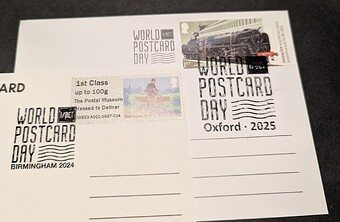 WORLD
POSTCARD
DAY
WORLD
POSTCARD
DAY
Oxford · 2025
ARD
1st Class
up to 100g
The Postal Museum
Pressed to Deliver
WORLD
POSTCARD
DAY
BIRMINGHAM 2024